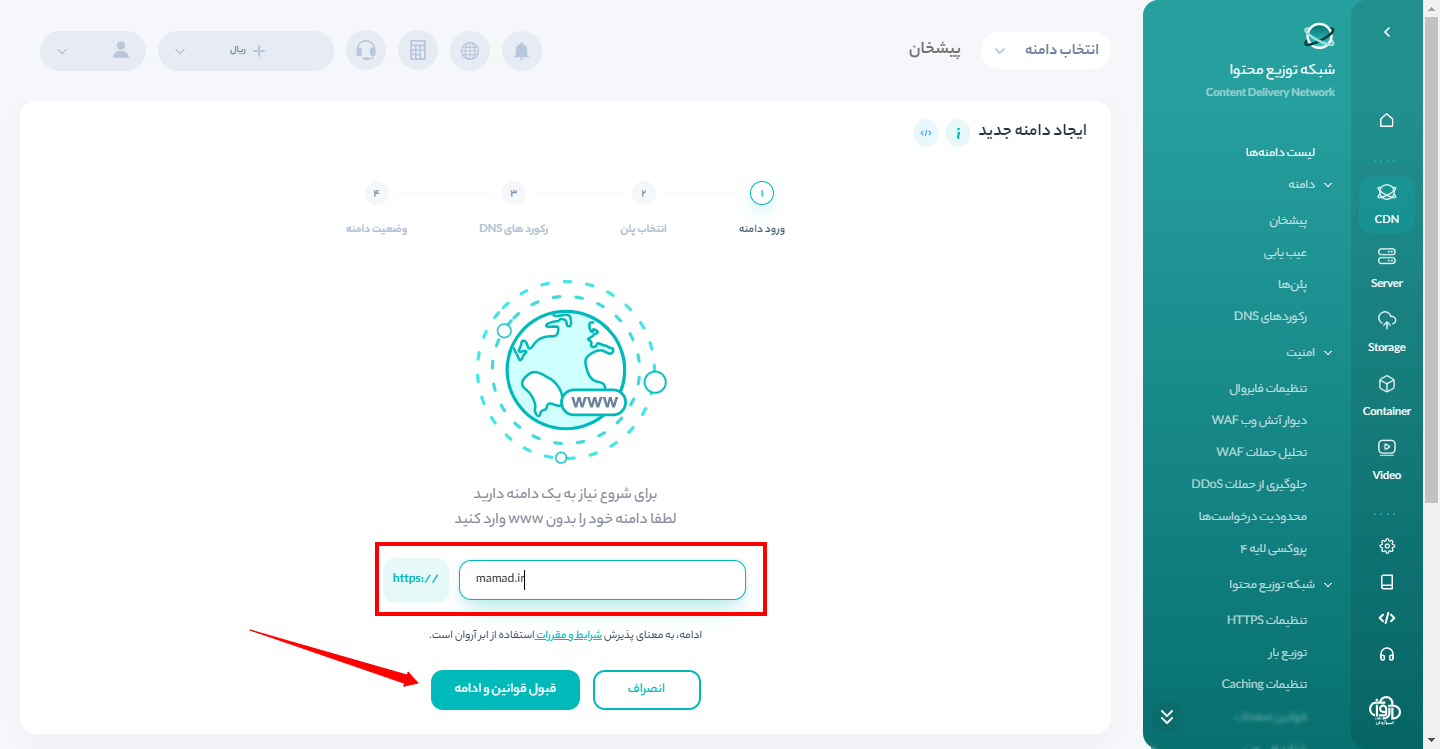 انتخاب دامنه
پیشخان
ریال
ایجاد دامنه جدید
۱
۲
۳
۴
ورود دامنه
انتخاب پلن
رکورد های DNS
وضعیت دامنه
www
برای شروع نیاز به یک دامنه دارید
لطفا دامنه خود را بدون www وارد کنید
https://
mamad.ir
ادامه، به معنای پذیرش شرایط و مقررات استفاده از ابر آروان است.
انصراف
قبول قوانین و ادامه
شبکه توزیع محتوا
Content Delivery Network
لیست دامنه‌ها
دامنه
پیشخان
عیب یابی
پلن‌ها
رکوردهای DNS
امنیت
تنظیمات فایروال
دیوار آتش وب WAF
تحلیل حملات WAF
جلوگیری از حملات DDoS
محدودیت درخواست‌ها
پروکسی لایه ۴
شبکه توزیع محتوا
تنظیمات HTTPS
توزیع بار
تنظیمات Caching
قوانین صفحات
CDN
Server
Storage
Container
Video